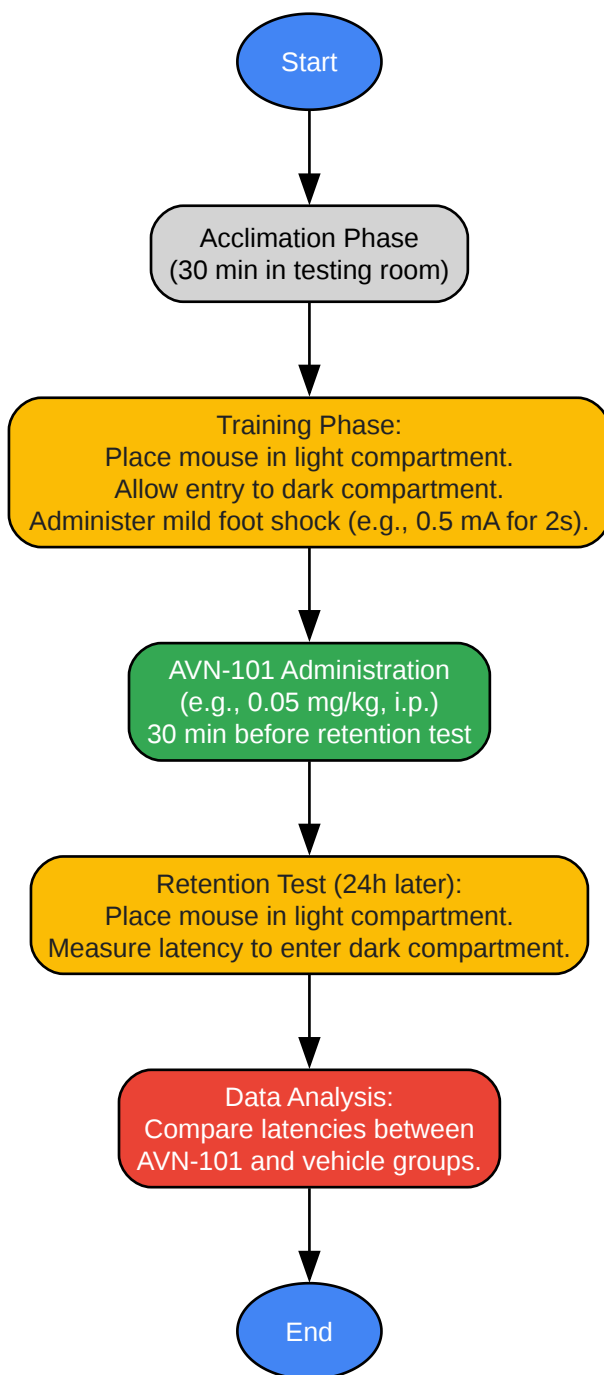 Start
Acclimation Phase
(30 min in testing room)
Training Phase:
Place mouse in light compartment.
Allow entry to dark compartment.
Administer mild foot shock (e.g., 0.5 mA for 2s).
AVN-101 Administration
(e.g., 0.05 mg/kg, i.p.)
30 min before retention test
Retention Test (24h later):
Place mouse in light compartment.
Measure latency to enter dark compartment.
Data Analysis:
Compare latencies between
AVN-101 and vehicle groups.
End